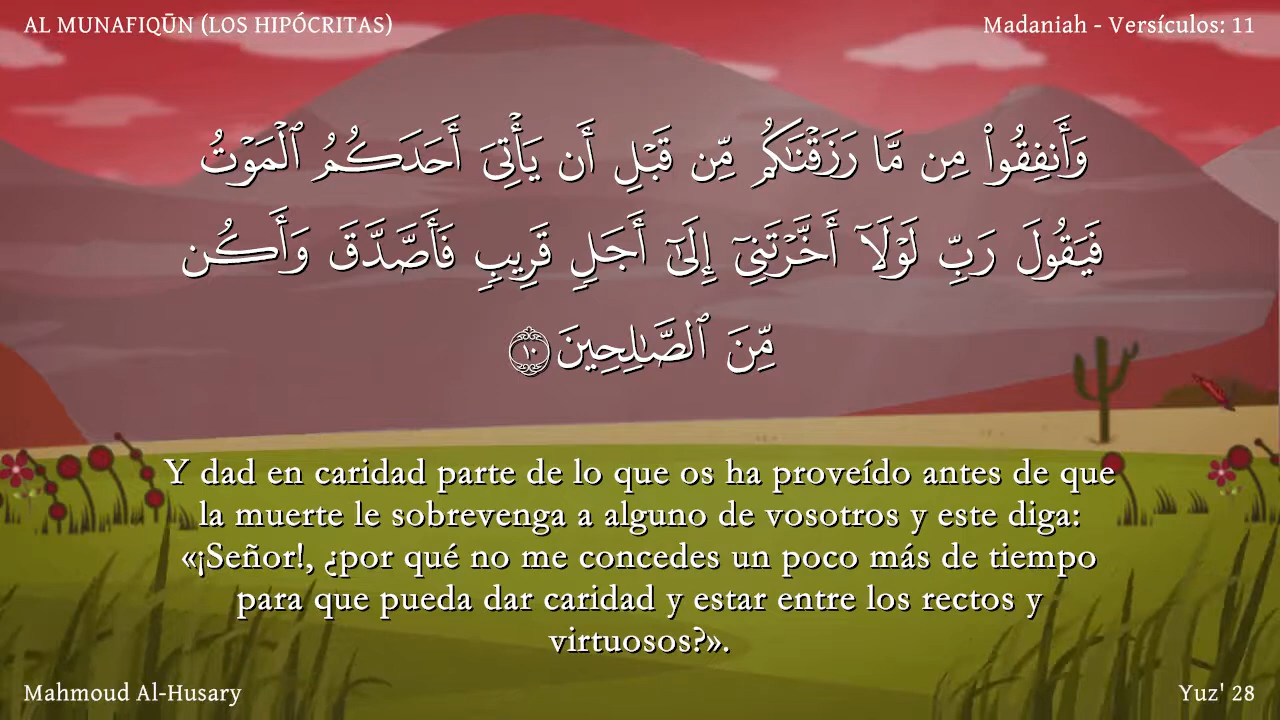 AL MUNAFIQŪN (LOS HIPÓCRITAS)
Madaniah - Versículos: 11
وَأَنفِقُوا۟ مِن مَّا رَزَقْنَـٰكُم مِّن قَبْلِ أَن يَأْتِىَ أَحَدَكُمُ ٱلْمَوْتُ
فَيَقُولَ رَبِّ لَوْلَآ أَخَّرْتَنِىٓ إِلَىٰٓ أَجَلٍ قَرِيبٍ فَأَصَّدَّقَ وَأَكُن
مِّنَ ٱلصَّـٰلِحِينَ ١٠
Y dad en caridad parte de lo que os ha proveído antes de que
la muerte le sobrevenga a alguno de vosotros y este diga:
«¡Señor!, ¿por qué no me concedes un poco más de tiempo
para que pueda dar caridad y estar entre los rectos y
virtuosos?».
Mahmoud Al-Husary
Yuz' 28